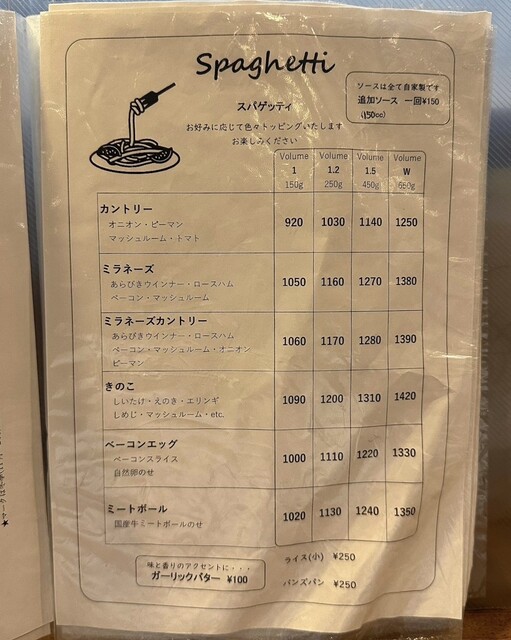 Spaghetti
スパゲッティ
お好みに応じて色々トッピングいたします
お楽しみください
ソースは全て自家製です
追加ソース 一回¥150
(150cc)
Volume Volume Volume Volume
1 1.2 1.5 W
150g 250g 450g 650g
カントリー
オニオン・ピーマン
マッシュルーム・トマト
920 1030 1140 1250
ミラネーズ
あらびきウインナー・ロースハム
ベーコン・マッシュルーム
1050 1160 1270 1380
ミラネーズカントリー
あらびきウインナー・ロースハム
ベーコン・マッシュルーム・オニオン
ピーマン
1060 1170 1280 1390
きのこ
しいたけ・えのき・エリンギ
しめじ・マッシュルーム・etc.
1090 1200 1310 1420
ベーコンエッグ
ベーコンスライス
自然卵のせ
1000 1110 1220 1330
ミートボール
国産牛ミートボールのせ
1020 1130 1240 1350
味と香りのアクセントに・・・
ガーリックバター ¥100
ライス(小) ¥250
バンズパン ¥250